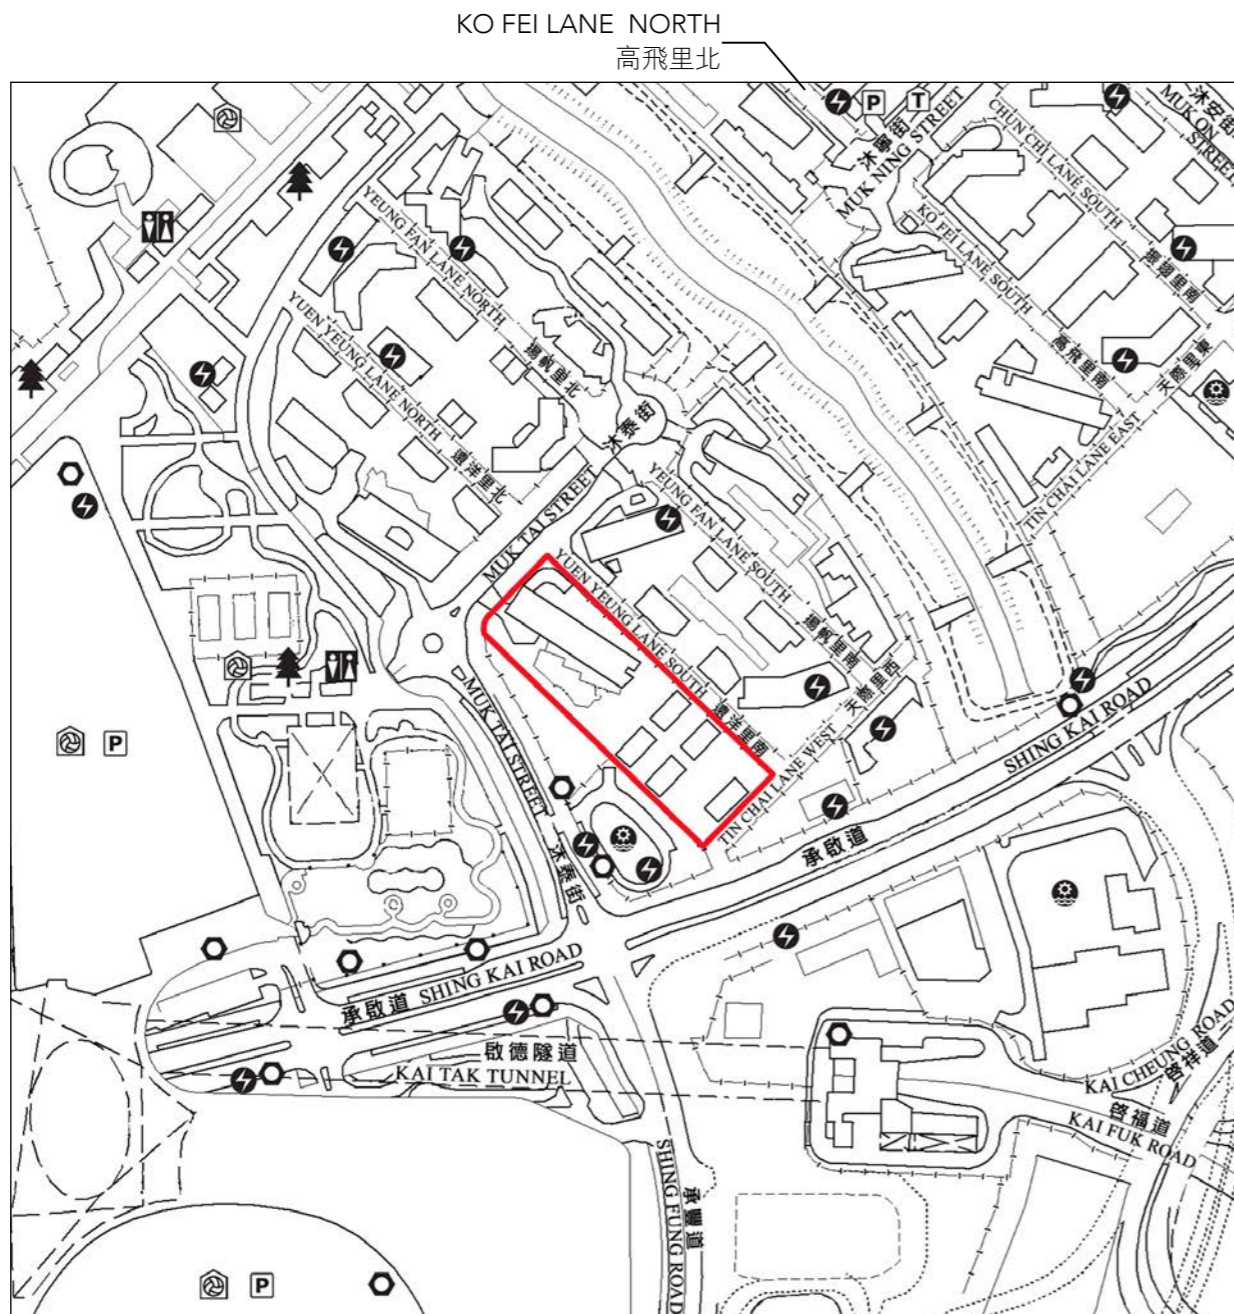 KO FEI LANE NORTH
高飛里北
P
T
沐寧街
MUK NING STREET
CHUN CHI LANE SOUTH
沐安街
MUK ON STREET
YEUNG FAN LANE NORTH
揚帆里北
KO FEI LANE SOUTH
高飛里南
YUEN YEUNG LANE NORTH
遠洋里北
沐泰街
MUK TAI STREET
天際里東
TIN CHAI LANE EAST
YEUNG FAN LANE SOUTH
揚帆里南
YUEN YEUNG LANE SOUTH
遠洋里南
天際里西
TIN CHAI LANE WEST
SHING KAI ROAD
承啟道
MUK TAI STREET
沐泰街
P
承啟道 SHING KAI ROAD
啟德隧道
KAI TAK TUNNEL
KAI CHEUNG ROAD
啓祥道
啓福道
KAI FUK ROAD
SHING FUNG ROAD
承豐道
P